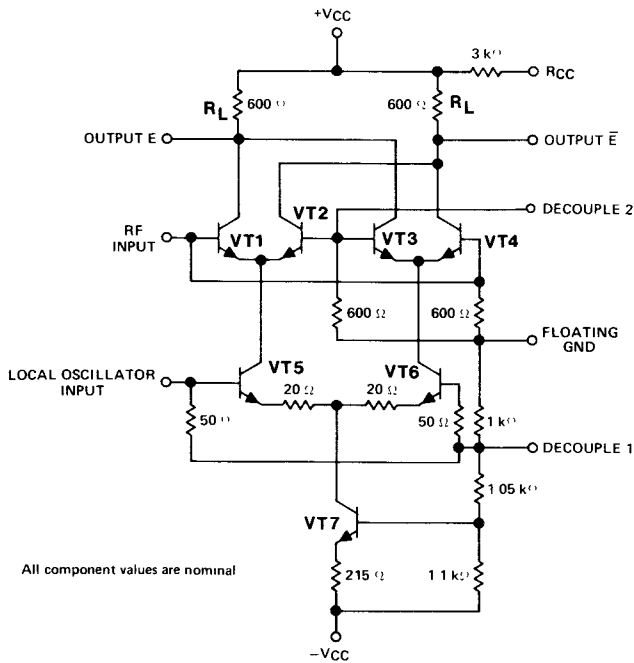 +VCC
3 kΩ
RCC
RL
600 Ω
600 Ω
RL
OUTPUT E
OUTPUT E̅
VT2
DECOUPLE 2
RF
INPUT
VT1
VT3
VT4
600 Ω
600 Ω
FLOATING
GND
LOCAL OSCILLATOR
INPUT
VT5
VT6
20 Ω
20 Ω
50 Ω
50 Ω
1 kΩ
DECOUPLE 1
1 05 kΩ
VT7
All component values are nominal
215 Ω
1 1 kΩ
−VCC